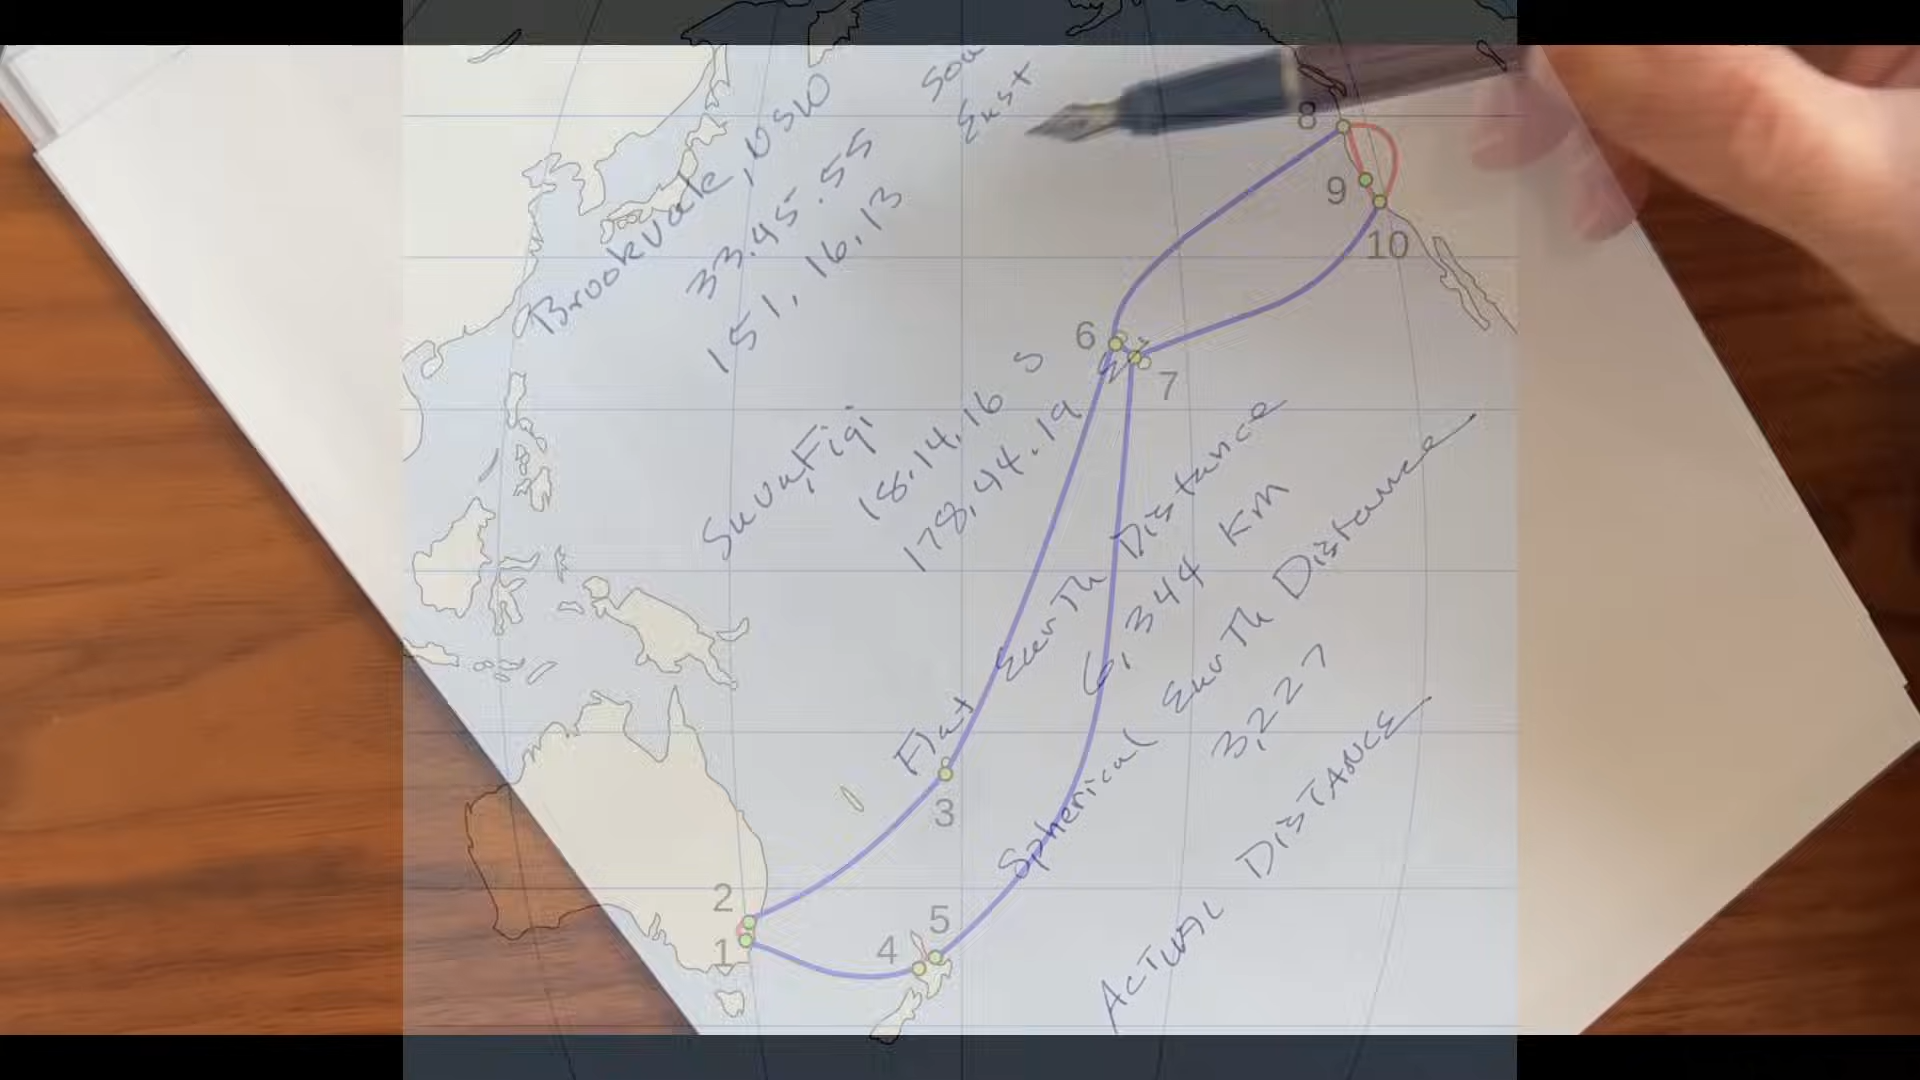 Brookvale, NSW
33.45.55 Sou
151.16.13 East
Suva, Figi
18.14.16 S
178.44.19 E
Flat Earth Distance
6,344 km
Spherical Earth Distance
3,227
ACTUAL DISTANCE
8
9
10
6
7
3
2
1
4
5